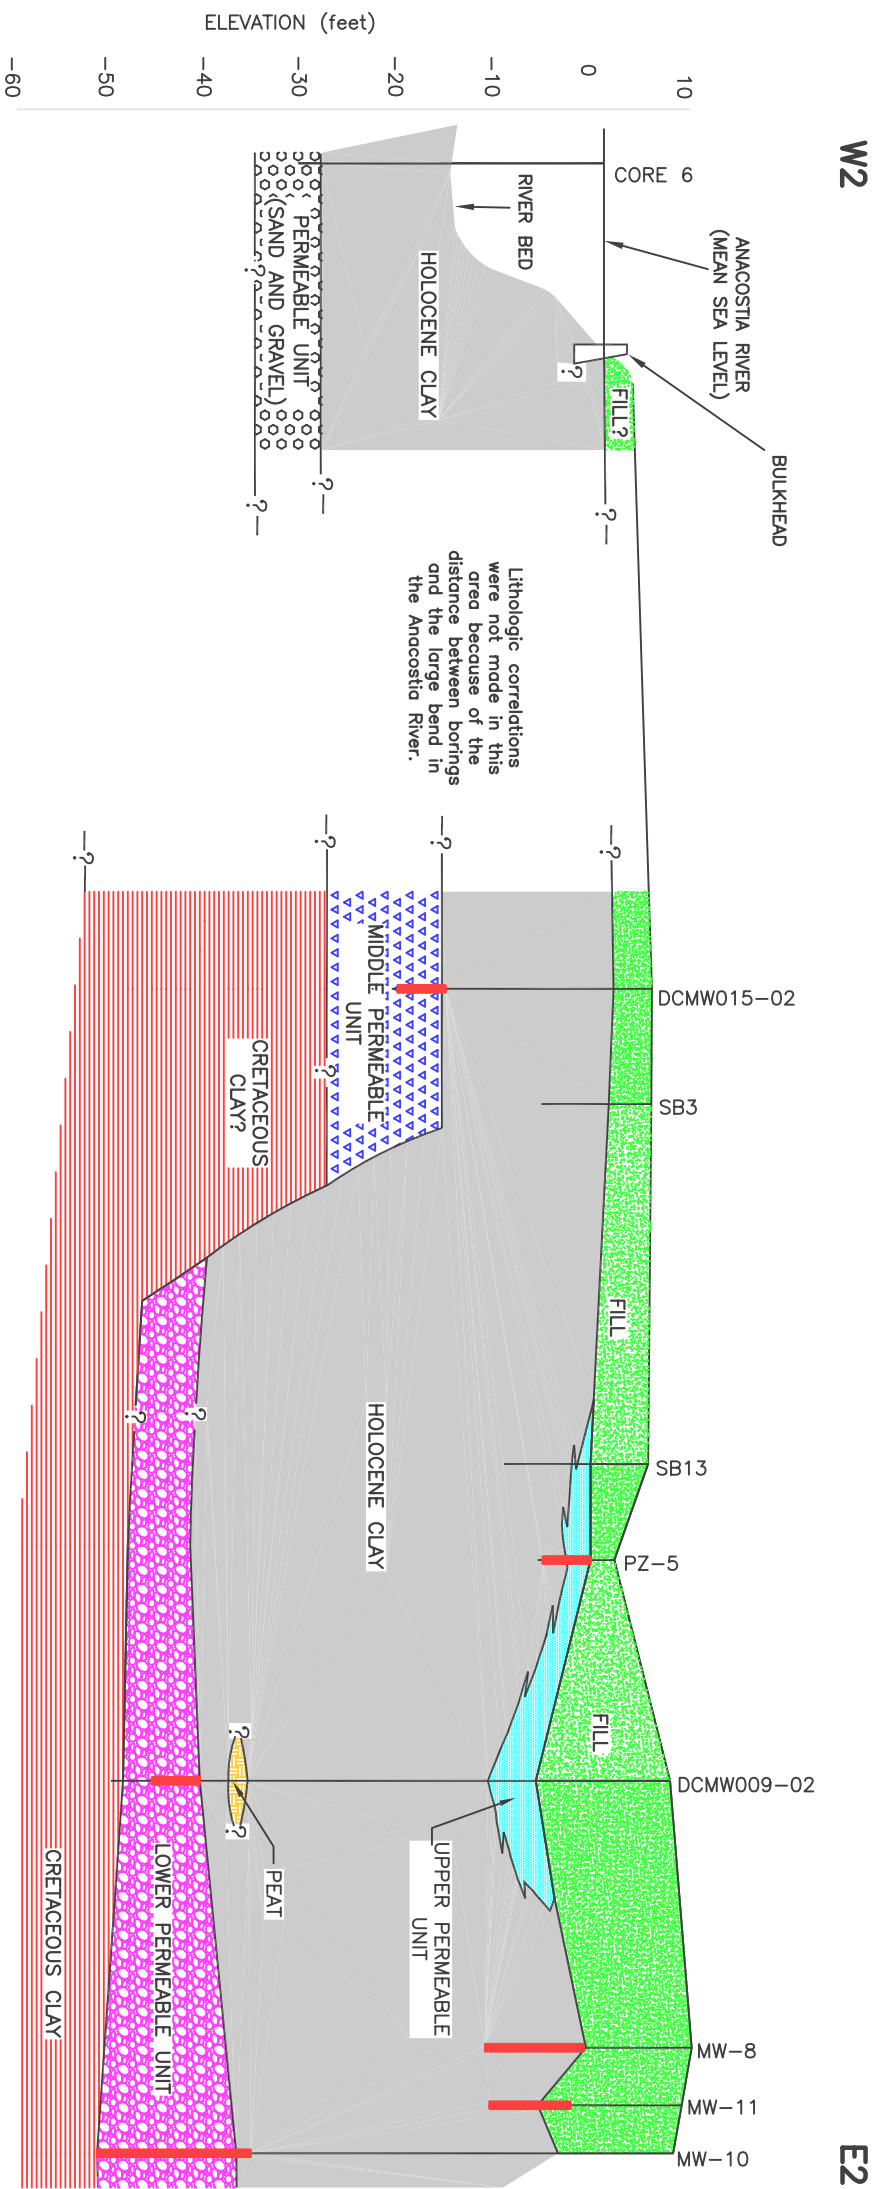 W2
E2
ELEVATION (feet)
10
0
-10
-20
-30
-40
-50
-60
CORE 6
ANACOSTIA RIVER
(MEAN SEA LEVEL)
BULKHEAD
RIVER BED
FILL?
?
?
HOLOCENE CLAY
PERMEABLE UNIT
(SAND AND GRAVEL)
?
?
?
Lithologic correlations
were not made in this
area because of the
distance between borings
and the large bend in
the Anacostia River.
?
?
?
?
DCMW015-02
SB3
SB13
PZ-5
DCMW009-02
MW-8
MW-11
MW-10
FILL
FILL
MIDDLE PERMEABLE
UNIT
?
CRETACEOUS
CLAY?
HOLOCENE CLAY
?
?
UPPER PERMEABLE
UNIT
?
?
PEAT
LOWER PERMEABLE UNIT
CRETACEOUS CLAY